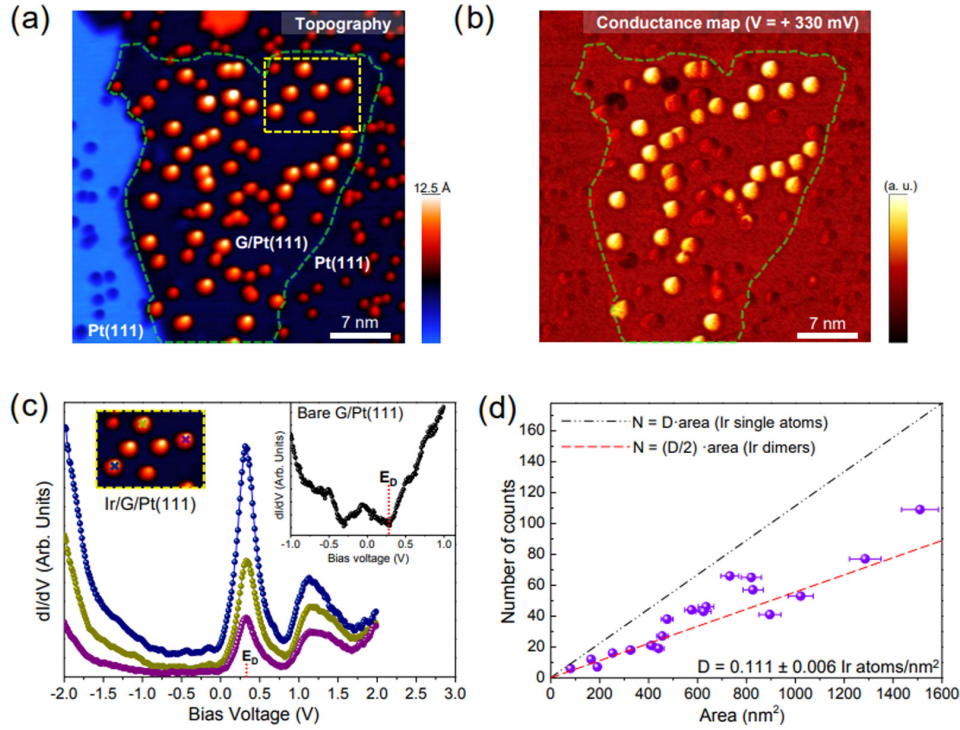 (a)
Topography
12.5 Å
G/Pt(111)
Pt(111)
Pt(111)
7 nm
(b)
Conductance map (V = + 330 mV)
(a. u.)
7 nm
(c)
Ir/G/Pt(111)
dI/dV (Arb. Units)
E_D
-2.0 -1.5 -1.0 -0.5 0.0 0.5 1.0 1.5 2.0 2.5 3.0
Bias Voltage (V)
Bare G/Pt(111)
dI/dV (Arb. Units)
E_D
-1.0 -0.5 0.0 0.5 1.0
Bias voltage (V)
(d)
N = D·area (Ir single atoms)
N = (D/2) ·area (Ir dimers)
Number of counts
160
140
120
100
80
60
40
20
0
D = 0.111 ± 0.006 Ir atoms/nm²
0 200 400 600 800 1000 1200 1400 1600
Area (nm²)